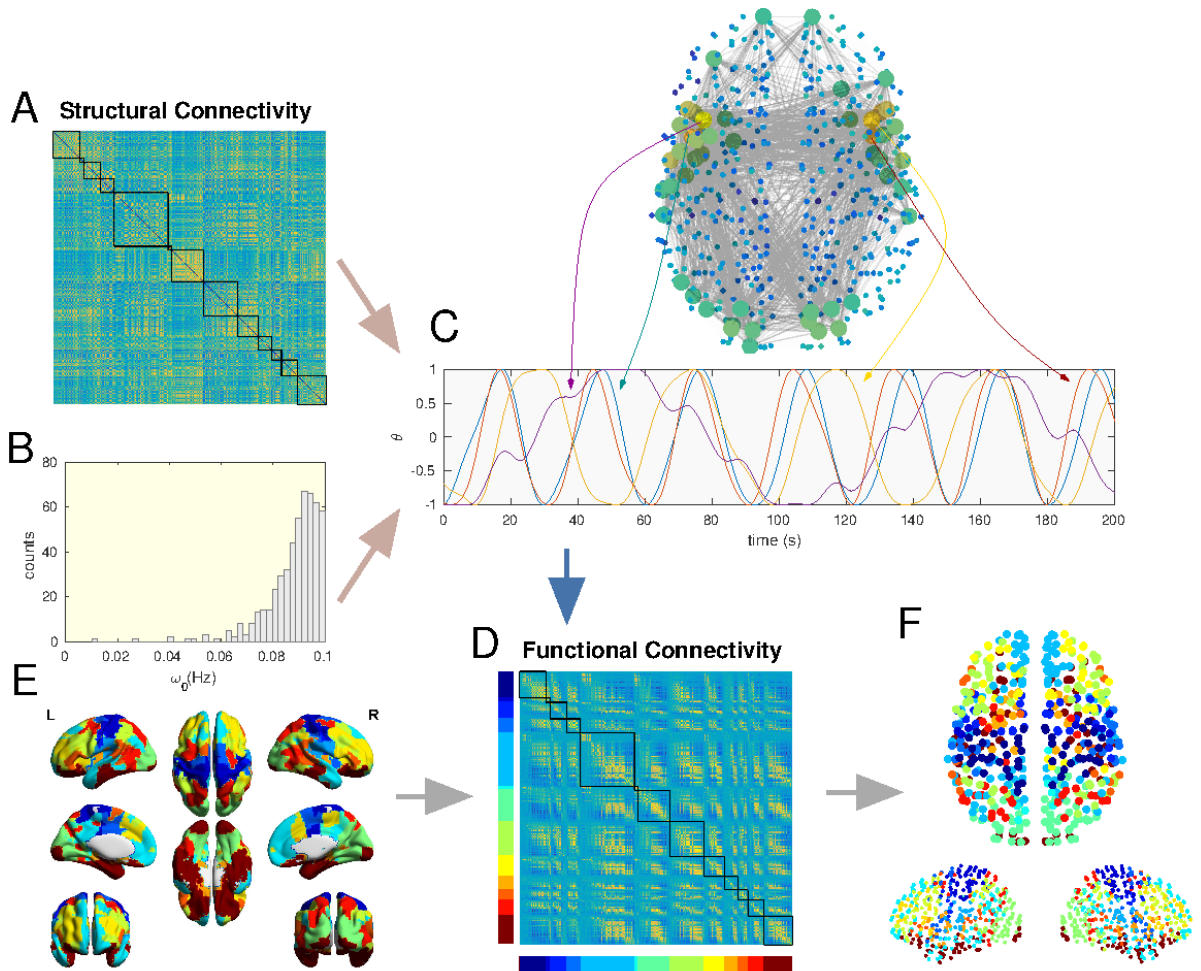 A
Structural Connectivity
B
80
60
40
20
0
counts
0 0.02 0.04 0.06 0.08 0.1
ω₀(Hz)
C
1
0.5
0
-0.5
-1
θ
0 20 40 60 80 100 120 140 160 180 200
time (s)
D
Functional Connectivity
E
L
R
F